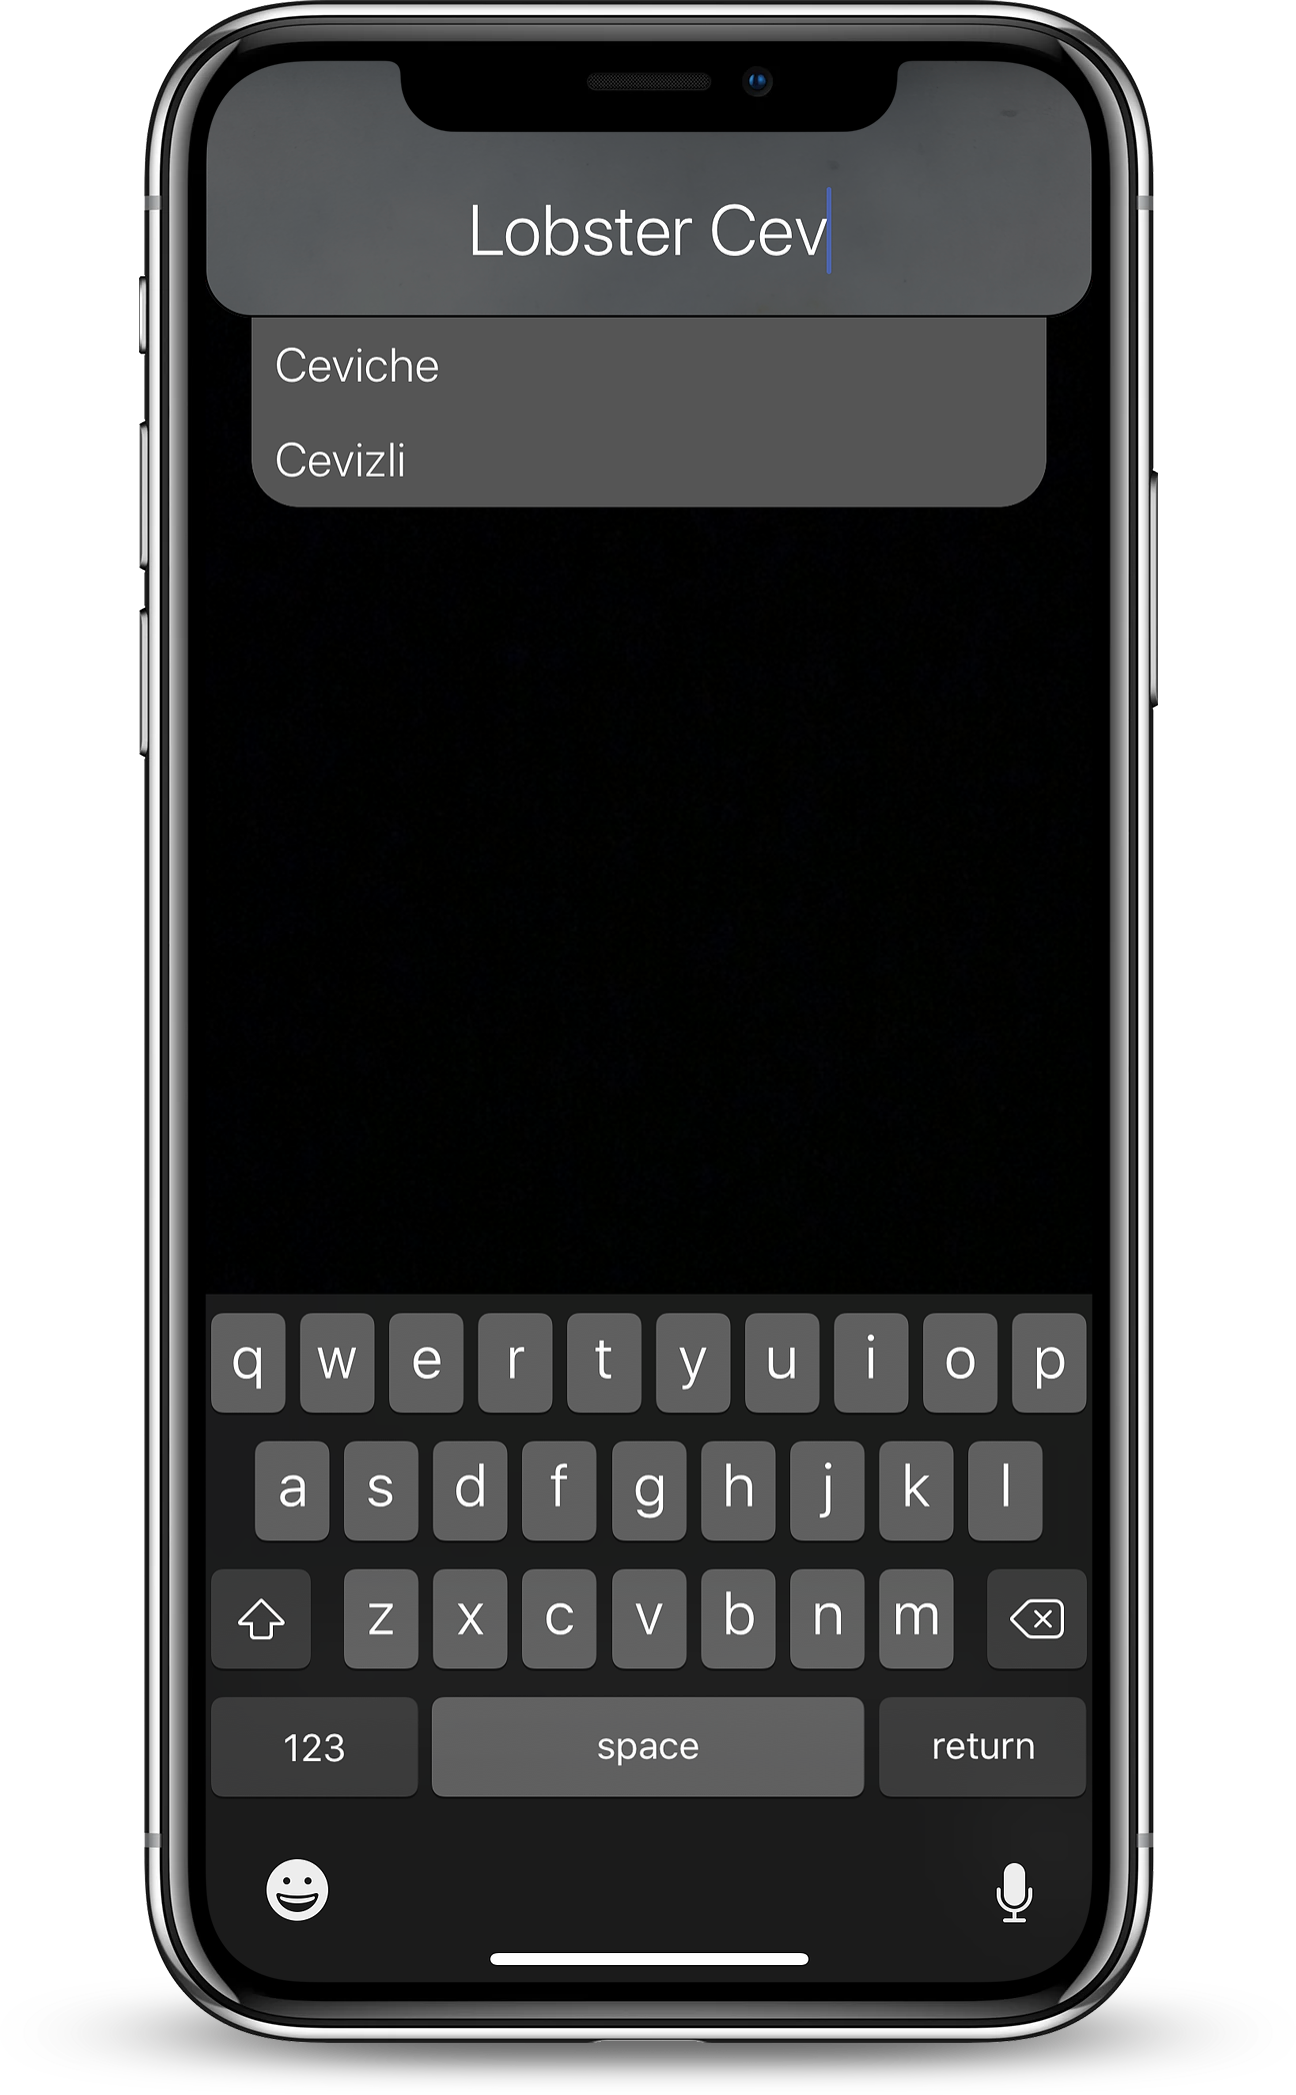 Lobster Cev
Ceviche
Cevizli
q w e r t y u i o p
a s d f g h j k l
z x c v b n m
123 space return